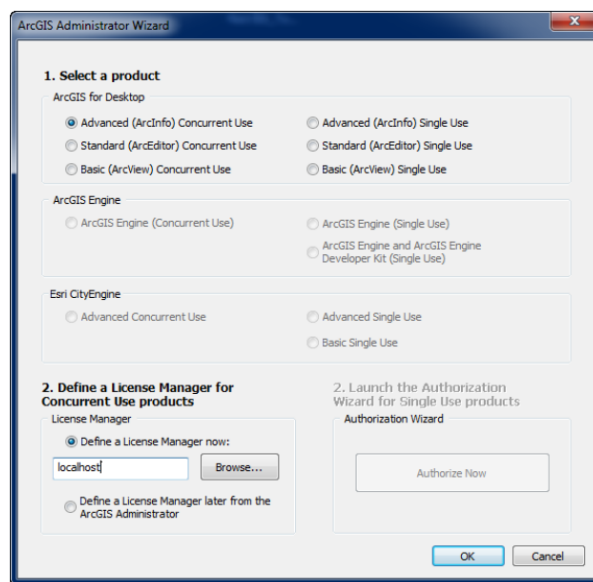 ArcGIS Administrator Wizard
1. Select a product
ArcGIS for Desktop
Advanced (ArcInfo) Concurrent Use
Advanced (ArcInfo) Single Use
Standard (ArcEditor) Concurrent Use
Standard (ArcEditor) Single Use
Basic (ArcView) Concurrent Use
Basic (ArcView) Single Use
ArcGIS Engine
ArcGIS Engine (Concurrent Use)
ArcGIS Engine (Single Use)
ArcGIS Engine and ArcGIS Engine
Developer Kit (Single Use)
Esri CityEngine
Advanced Concurrent Use
Advanced Single Use
Basic Single Use
2. Define a License Manager for
Concurrent Use products
License Manager
Define a License Manager now:
localhost
Browse...
Define a License Manager later from the
ArcGIS Administrator
2. Launch the Authorization
Wizard for Single Use products
Authorization Wizard
Authorize Now
OK
Cancel